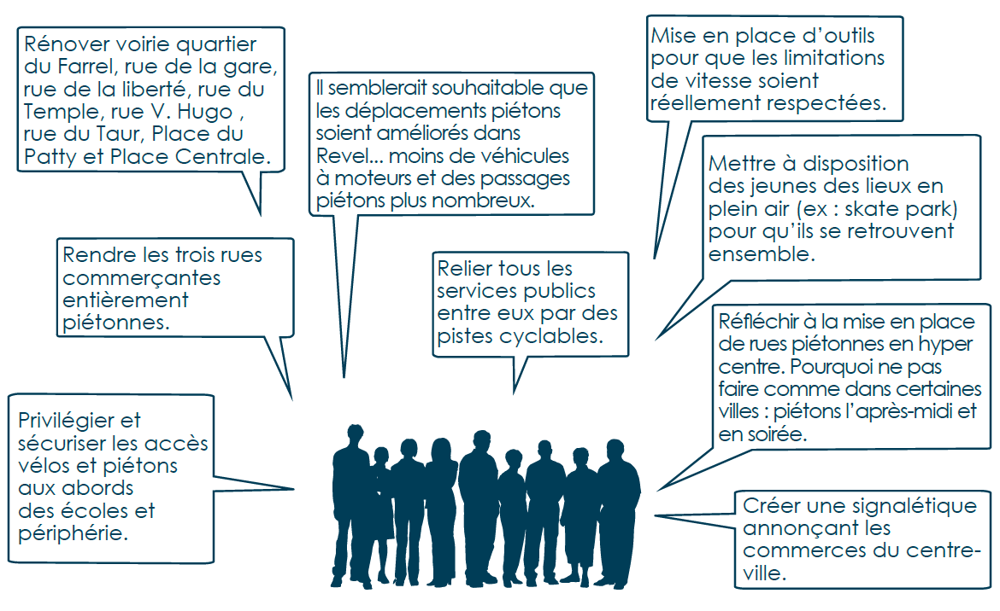 Rénover voirie quartier
du Farrel, rue de la gare,
rue de la liberté, rue du
Temple, rue V. Hugo ,
rue du Taur, Place du
Patty et Place Centrale.
Il semblerait souhaitable que
les déplacements piétons
soient améliorés dans
Revel... moins de véhicules
à moteurs et des passages
piétons plus nombreux.
Mise en place d’outils
pour que les limitations
de vitesse soient
réellement respectées.
Mettre à disposition
des jeunes des lieux en
plein air (ex : skate park)
pour qu’ils se retrouvent
ensemble.
Rendre les trois rues
commerçantes
entièrement
piétonnes.
Relier tous les
services publics
entre eux par des
pistes cyclables.
Réfléchir à la mise en place
de rues piétonnes en hyper
centre. Pourquoi ne pas
faire comme dans certaines
villes : piétons l’après-midi et
en soirée.
Privilégier et
sécuriser les accès
vélos et piétons
aux abords
des écoles et
périphérie.
Créer une signalétique
annonçant les
commerces du centre-
ville.